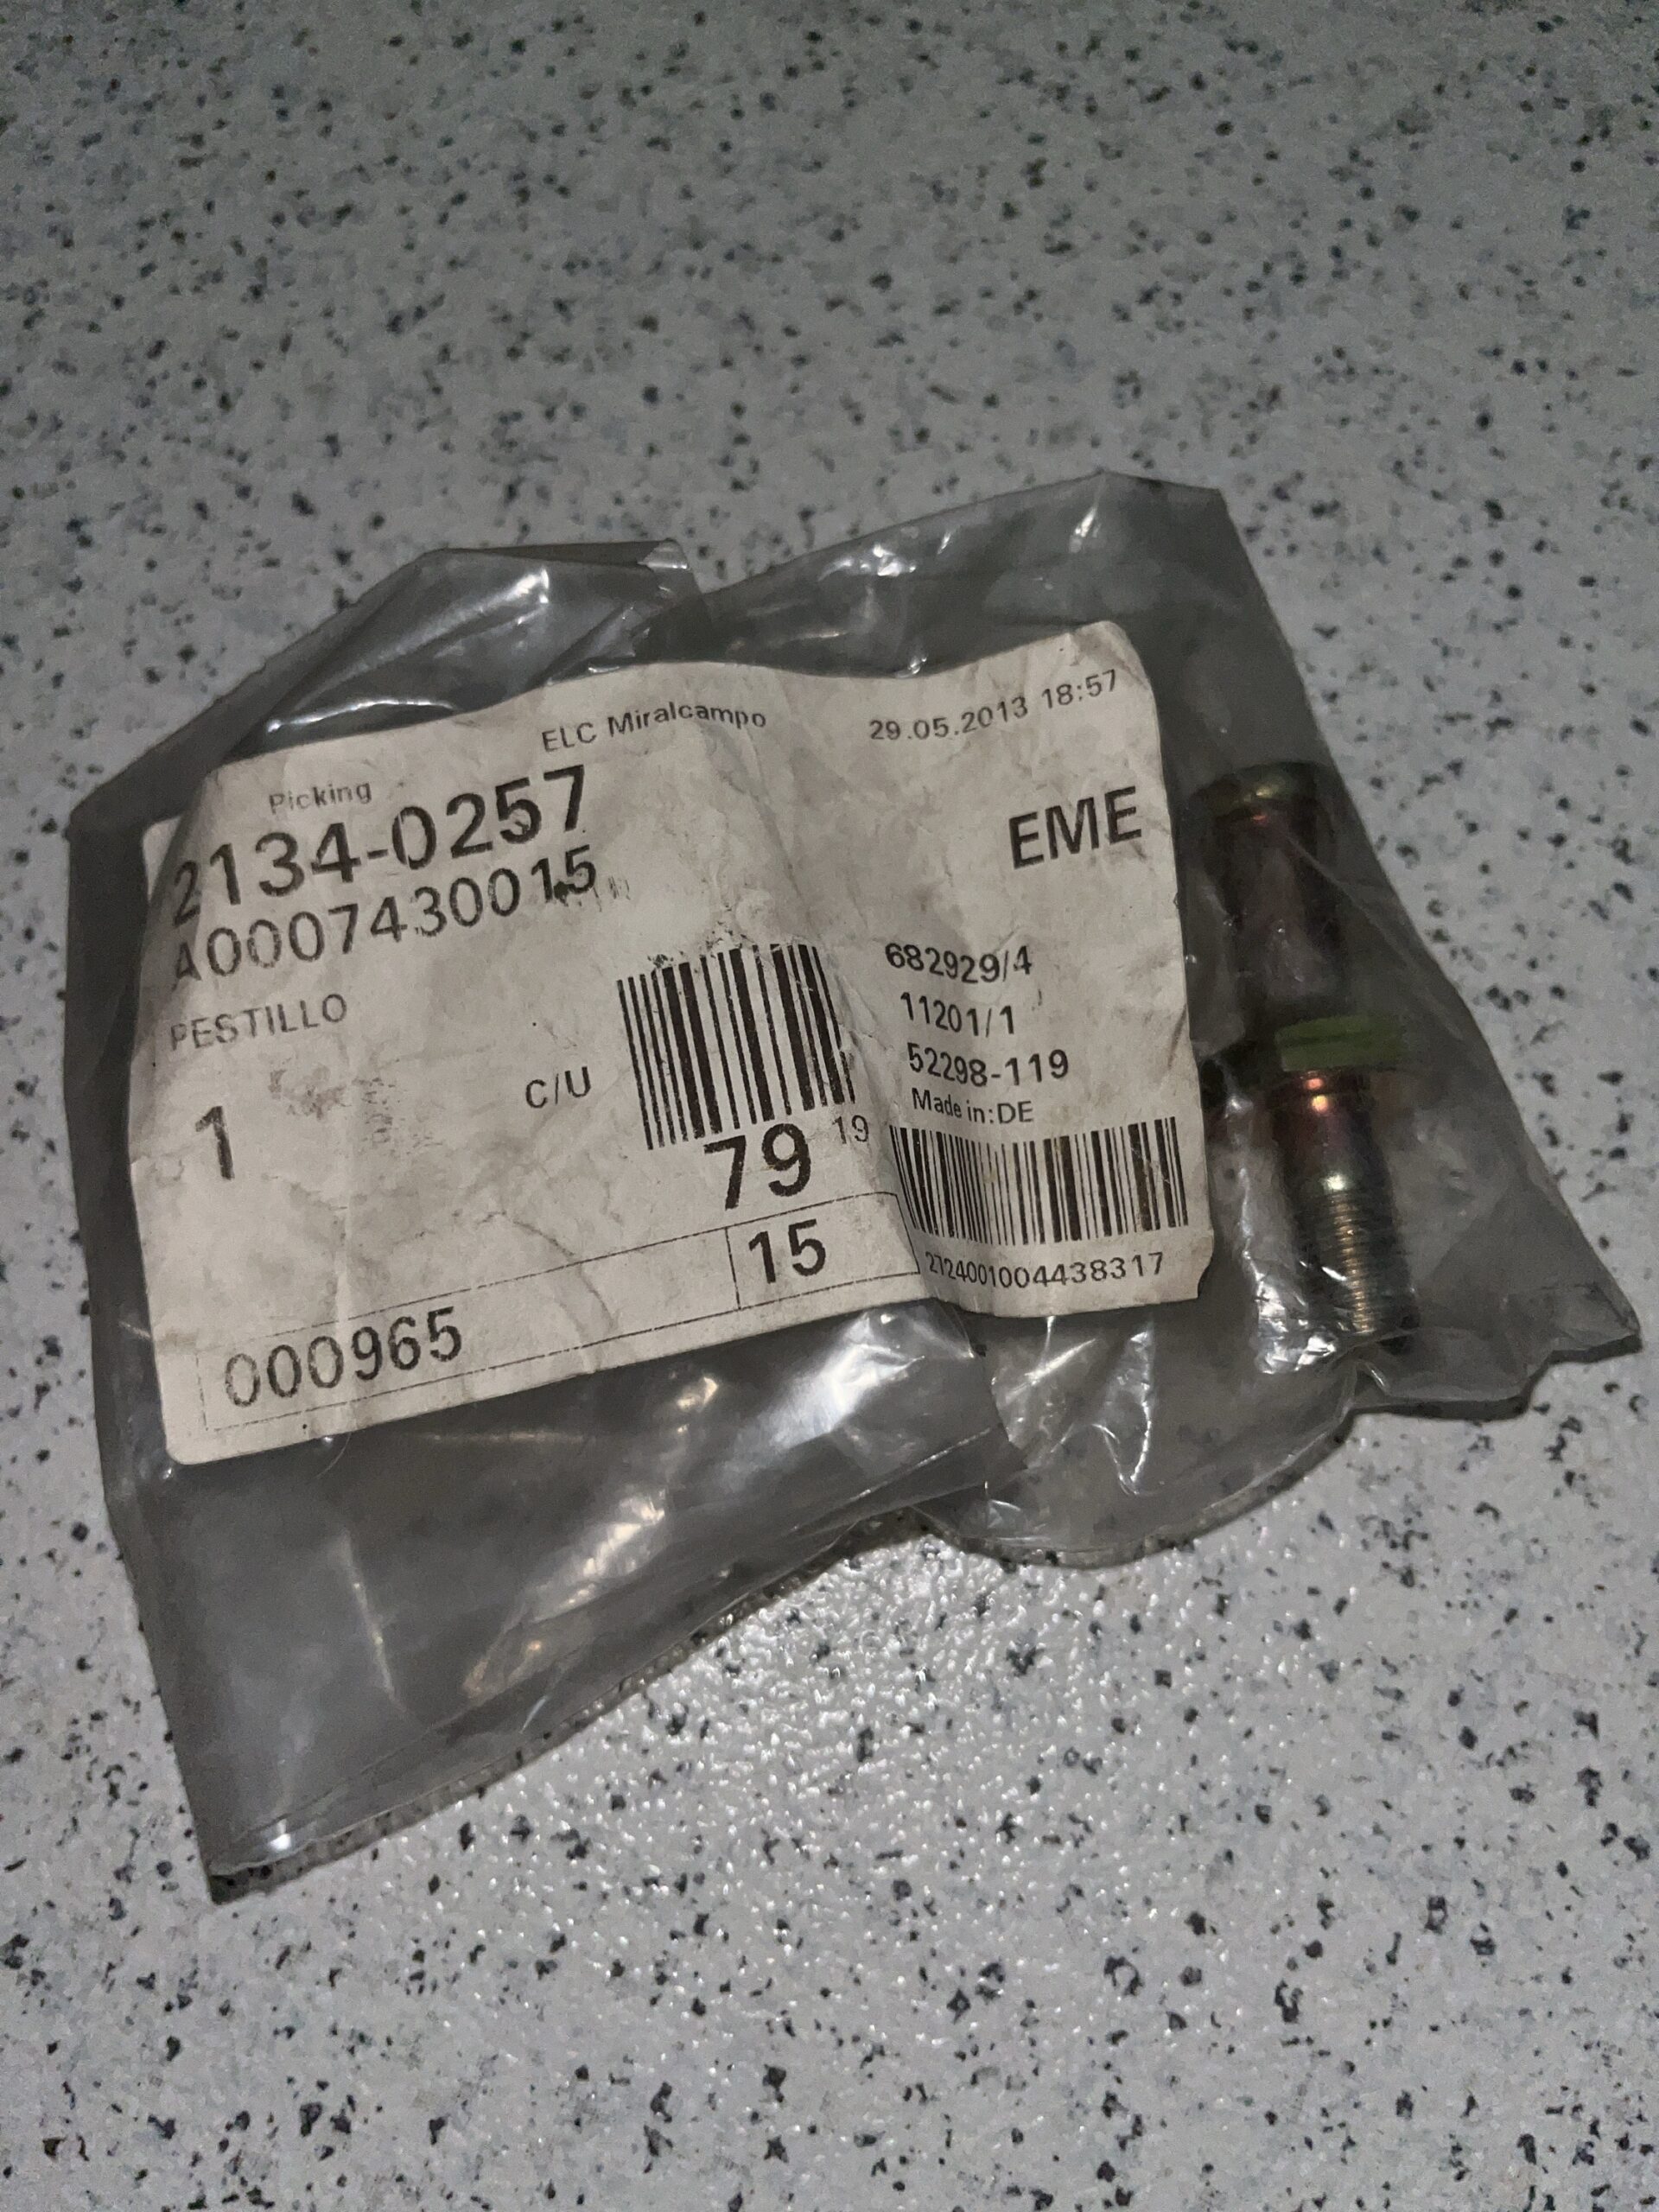 ELC Miralcampo
29.05.2013 18:57
Picking
2134-0257
EME
A0007430015
PESTILLO
682929/4
11201/1
52298-119
Made in:DE
1
C/U
79
19
15
2724001004438317
000965